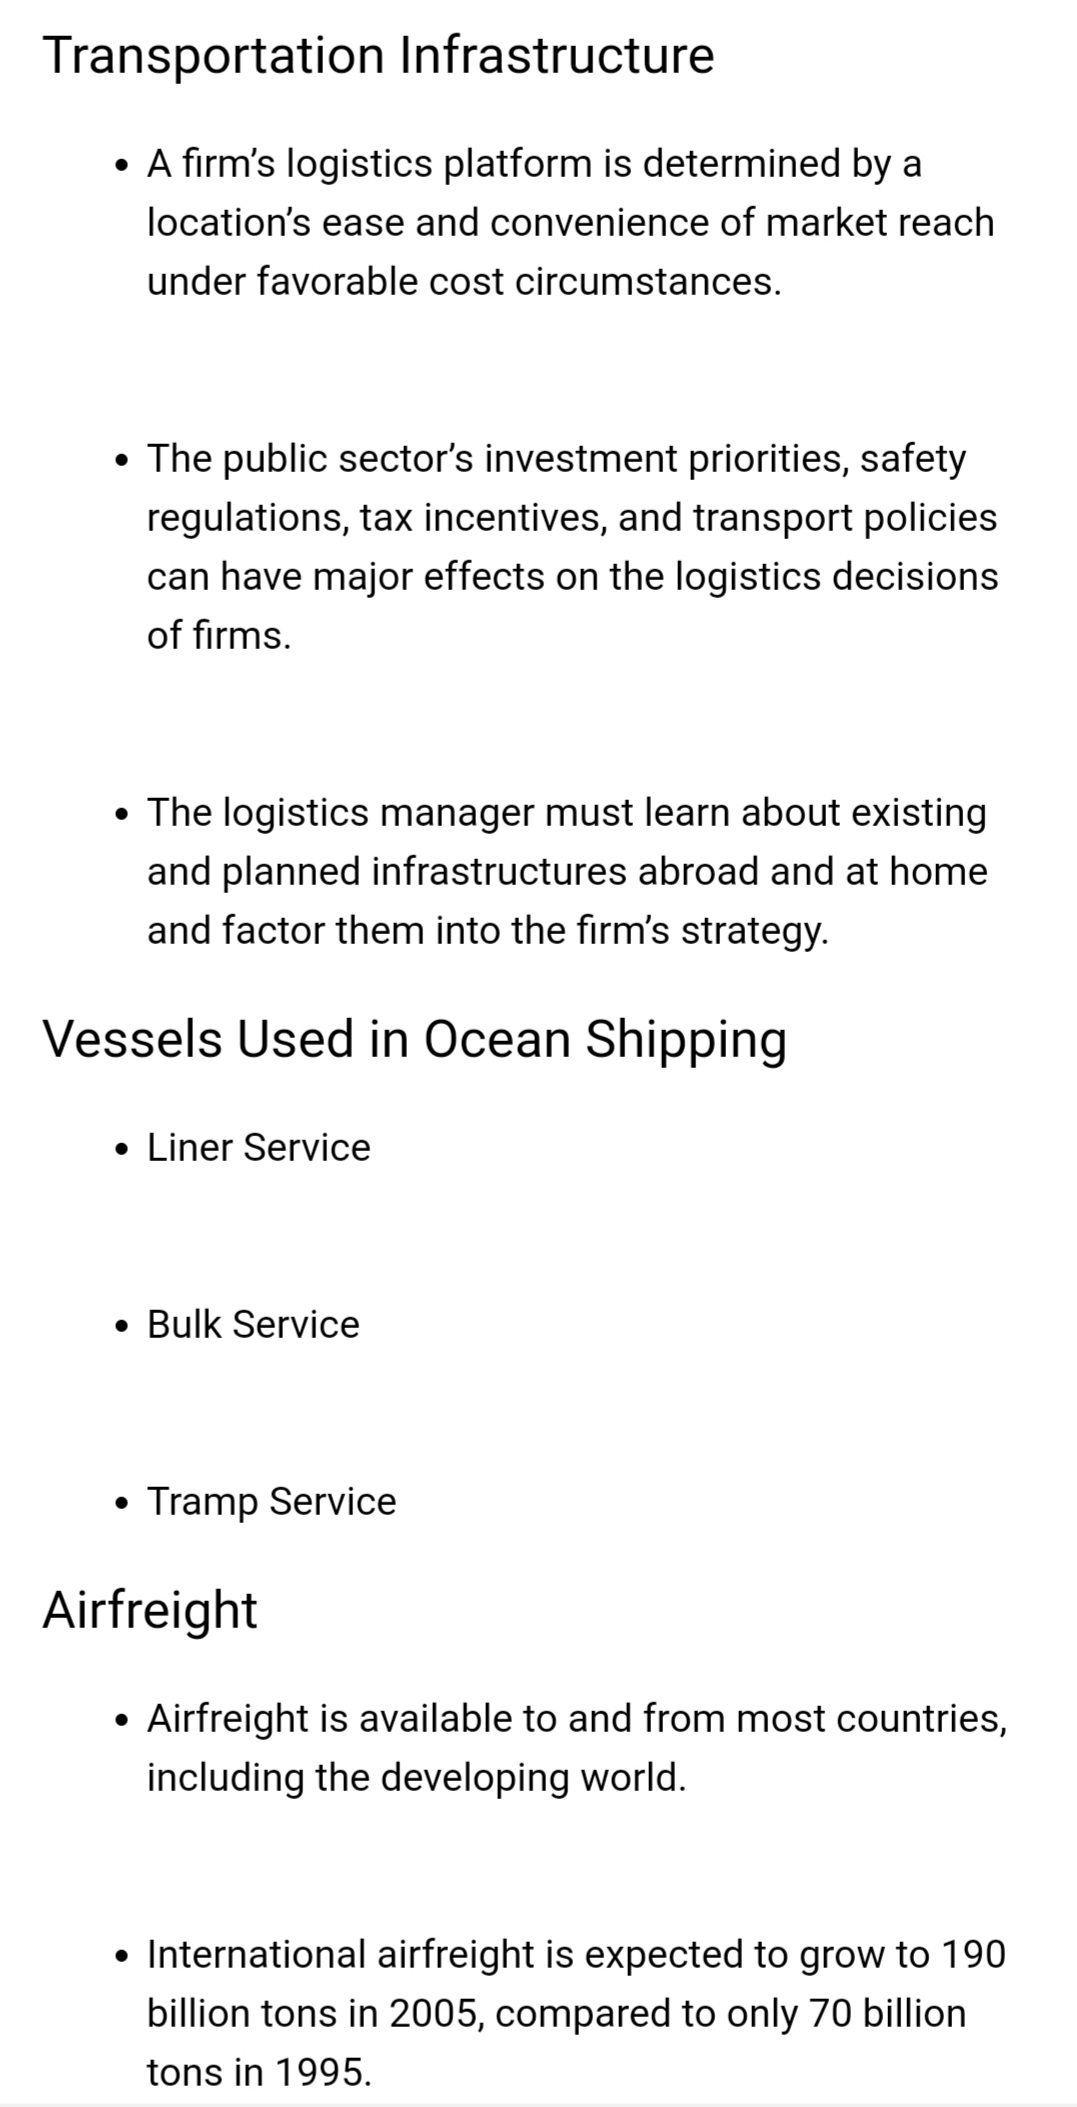 Transportation Infrastructure
• A firm’s logistics platform is determined by a
location’s ease and convenience of market reach
under favorable cost circumstances.
• The public sector’s investment priorities, safety
regulations, tax incentives, and transport policies
can have major effects on the logistics decisions
of firms.
• The logistics manager must learn about existing
and planned infrastructures abroad and at home
and factor them into the firm’s strategy.
Vessels Used in Ocean Shipping
• Liner Service
• Bulk Service
• Tramp Service
Airfreight
• Airfreight is available to and from most countries,
including the developing world.
• International airfreight is expected to grow to 190
billion tons in 2005, compared to only 70 billion
tons in 1995.